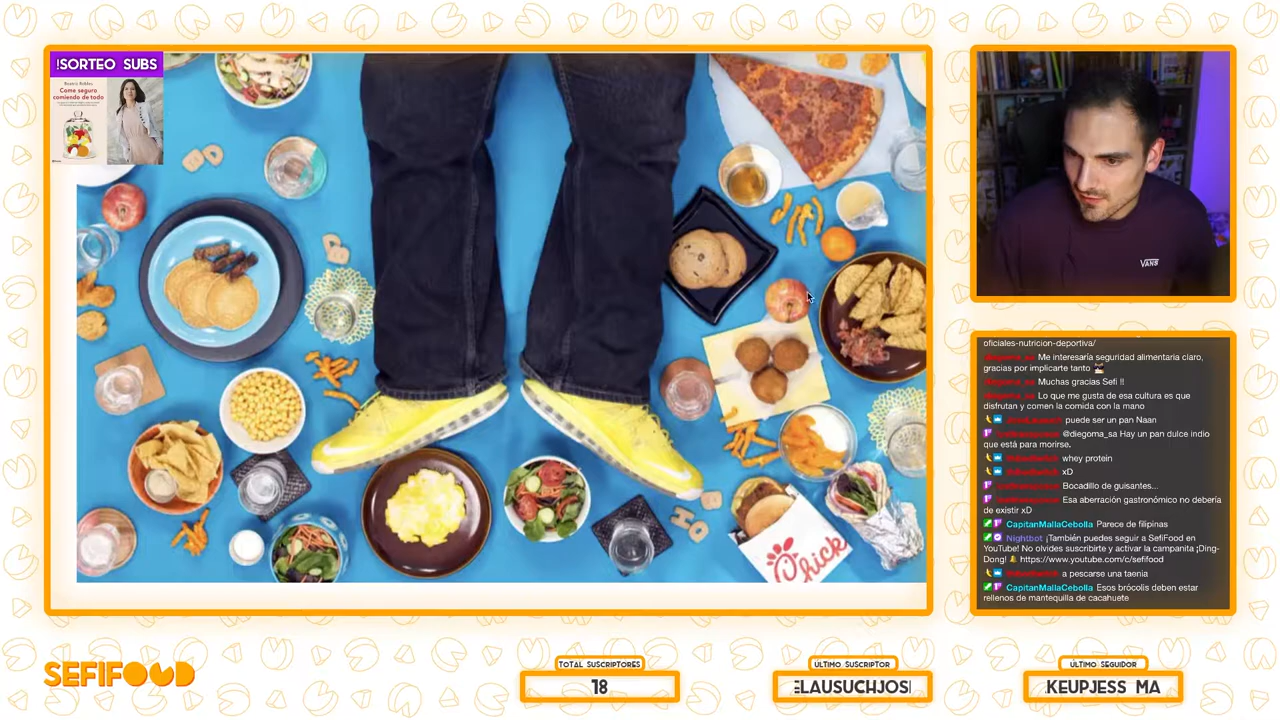 !SORTEO SUBS
Beatriz Robles
Come seguro
comiendo de todo
Chick
VANS
oficiales-nutricion-deportiva/
Me interesaría seguridad alimentaria claro,
gracias por implicarte tanto
Muchas gracias Sefi !!
Lo que me gusta de esa cultura es que
disfrutan y comen la comida con la mano
puede ser un pan Naan
@diegoma_sa Hay un pan dulce indio
que está para morirse.
whey protein
xD
Bocadillo de guisantes...
Esa aberración gastronómico no debería
de existir xD
CapitanMallaCebolla Parece de filipinas
Nightbot ¡También puedes seguir a SefiFood en
YouTube! No olvides suscribirte y activar la campanita ¡Ding-
Dong! https://www.youtube.com/c/sefifood
a pescarse una taenia
CapitanMallaCebolla Esos brócolis deben estar
rellenos de mantequilla de cacahuete
SEFIFOOD
TOTAL SUSCRIPTORES
18
ÚLTIMO SUSCRIPTOR
ELAUSUCHJOSI
ÚLTIMO SEGUIDOR
KEUPJESS MA